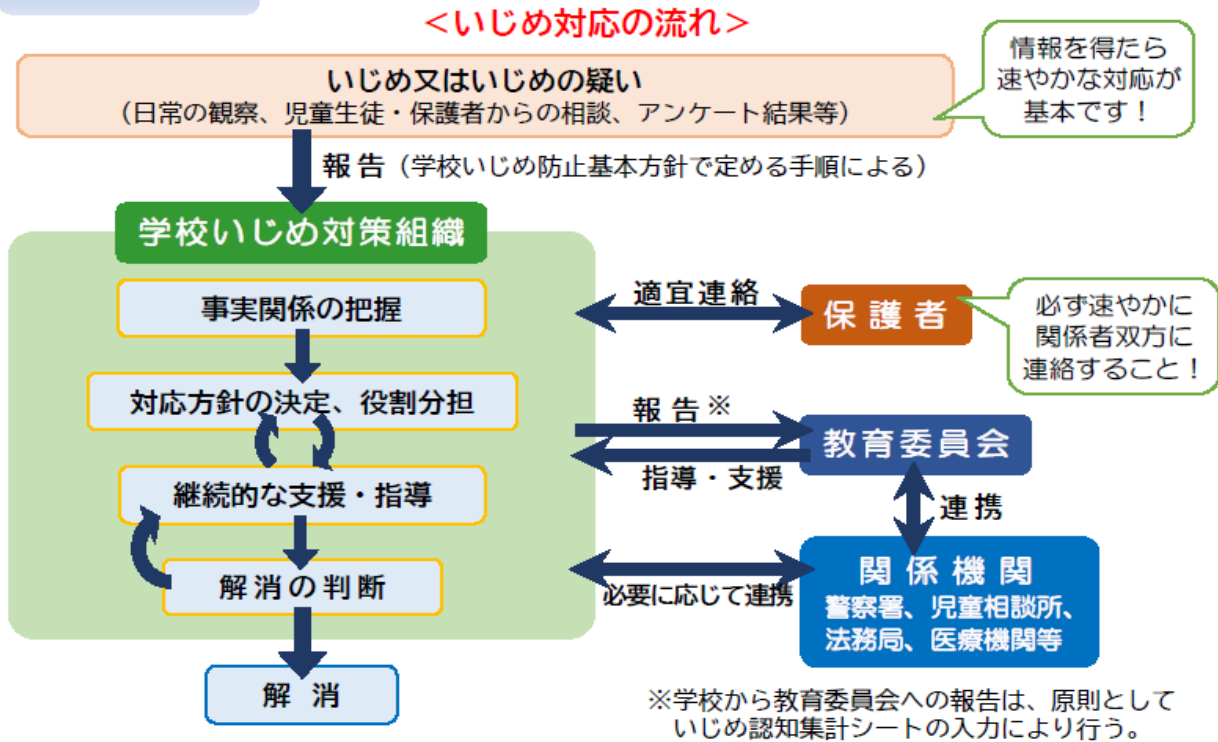 ＜いじめ対応の流れ＞
いじめ又はいじめの疑い
（日常の観察、児童生徒・保護者からの相談、アンケート結果等）
情報を得たら
速やかな対応が
基本です！
報告（学校いじめ防止基本方針で定める手順による）
学校いじめ対策組織
事実関係の把握
対応方針の決定、役割分担
継続的な支援・指導
解消の判断
解消
適宜連絡
保護者
必ず速やかに
関係者双方に
連絡すること！
報告※
指導・支援
教育委員会
連携
必要に応じて連携
関係機関
警察署、児童相談所、
法務局、医療機関等
※学校から教育委員会への報告は、原則として
いじめ認知集計シートの入力により行う。